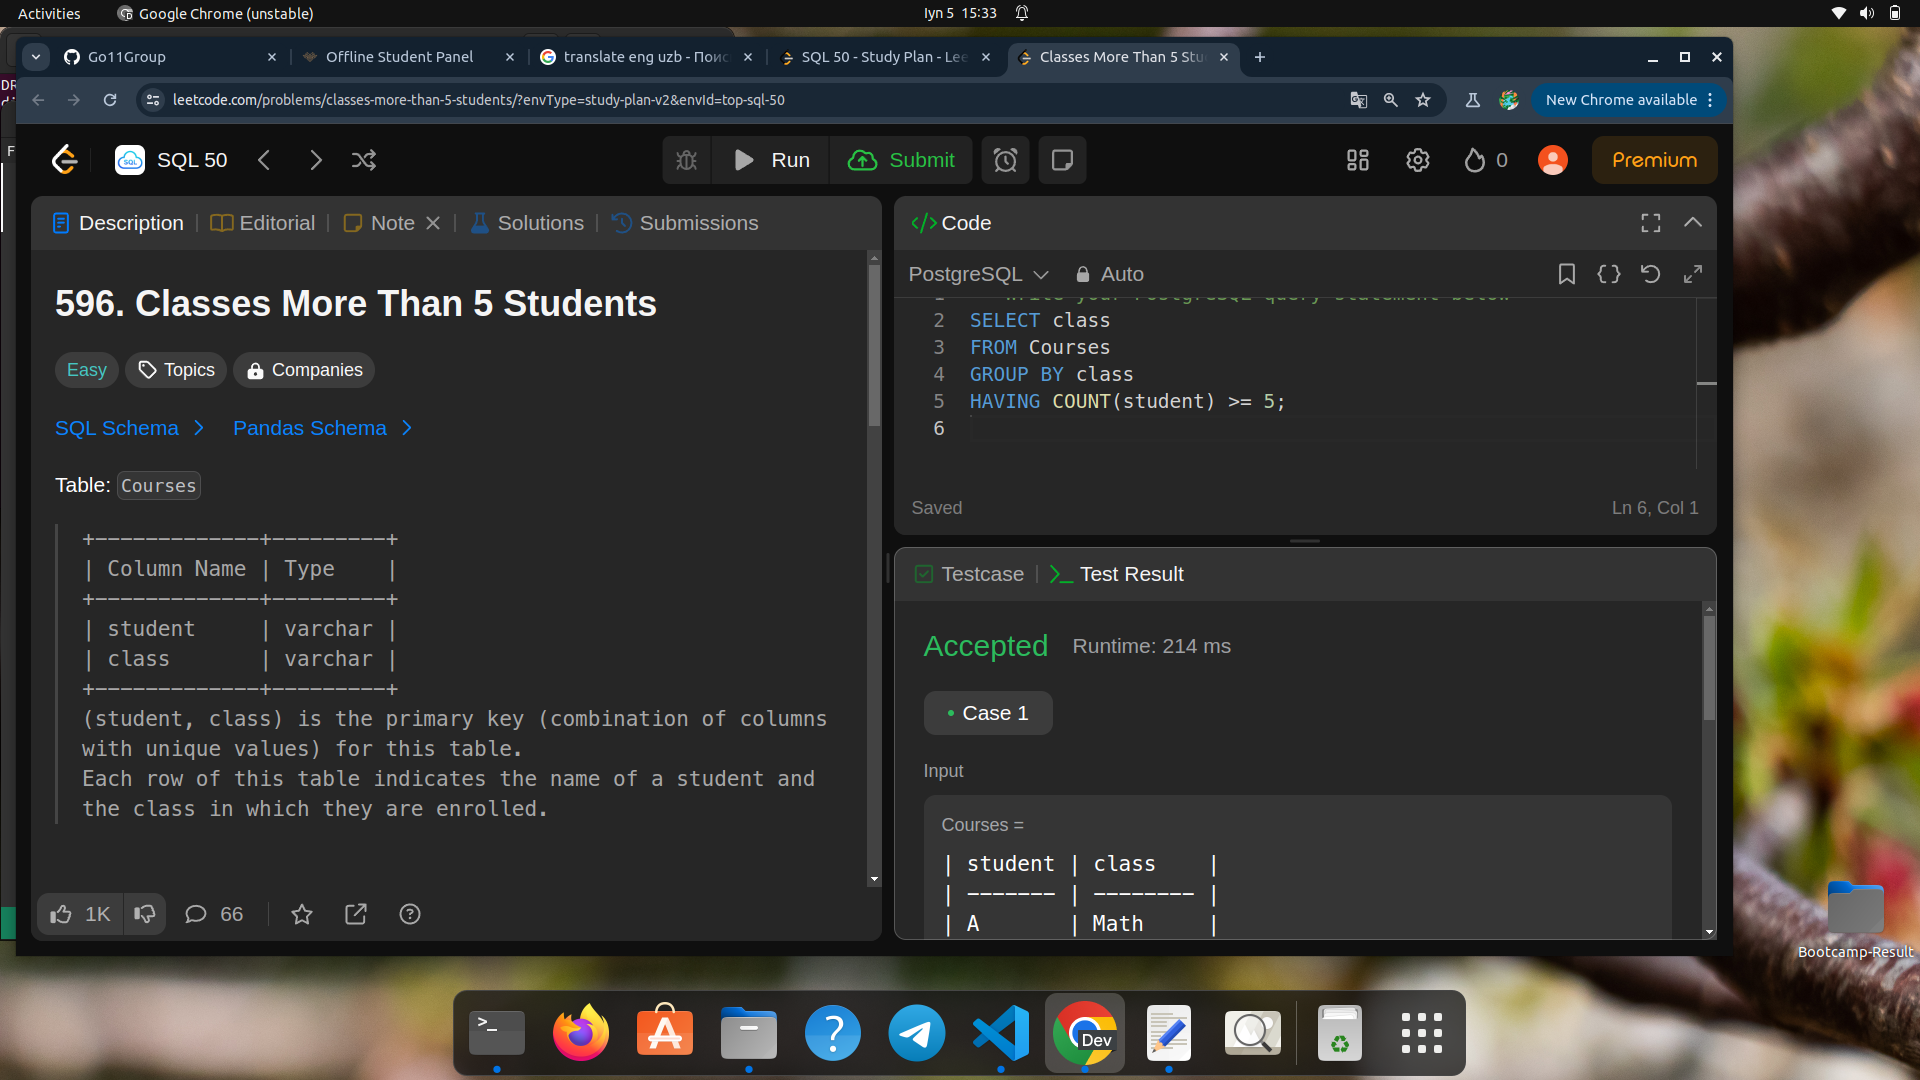 Activities
Google Chrome (unstable)
Iyn 5 15:33
Go11Group
Offline Student Panel
translate eng uzb - Поис
SQL 50 - Study Plan - Lee
Classes More Than 5 Stu
leetcode.com/problems/classes-more-than-5-students/?envType=study-plan-v2&envId=top-sql-50
New Chrome available
SQL 50
Run
Submit
0
Premium
Description
Editorial
Note
Solutions
Submissions
596. Classes More Than 5 Students
Easy
Topics
Companies
SQL Schema
Pandas Schema
Table: Courses
+-------------+---------+
| Column Name | Type    |
+-------------+---------+
| student     | varchar |
| class       | varchar |
+-------------+---------+
(student, class) is the primary key (combination of columns
with unique values) for this table.
Each row of this table indicates the name of a student and
the class in which they are enrolled.
1K
66
Code
PostgreSQL
Auto
1 -- Write your PostgreSQL query statement below
2 SELECT class
3 FROM Courses
4 GROUP BY class
5 HAVING COUNT(student) >= 5;
6
Saved
Ln 6, Col 1
Testcase
Test Result
Accepted
Runtime: 214 ms
Case 1
Input
Courses =
| student | class    |
| ------- | -------- |
| A       | Math     |
Bootcamp-Result
Dev